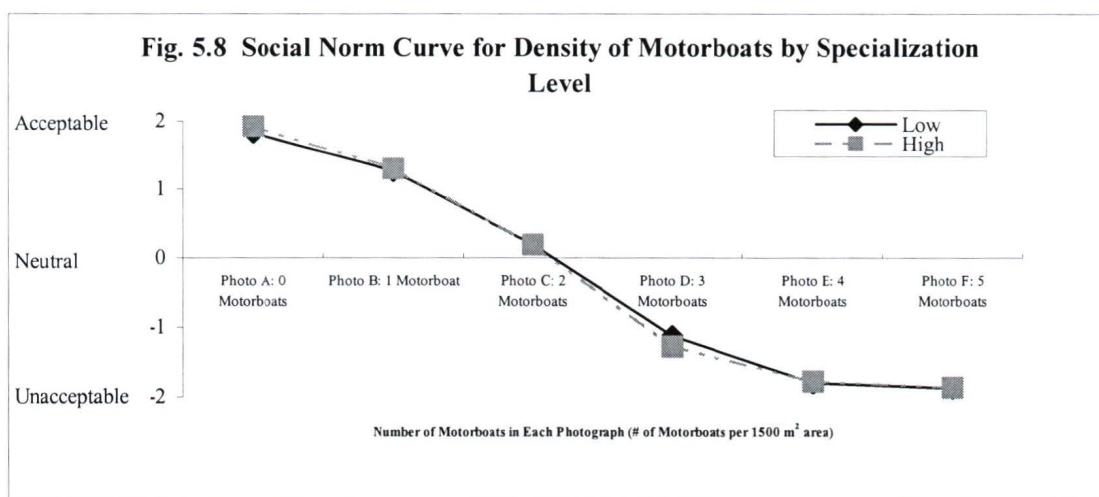 Fig. 5.8 Social Norm Curve for Density of Motorboats by Specialization
Level
Acceptable
2
Low
High
1
Neutral
0
Photo A: 0
Motorboats
Photo B: 1 Motorboat
Photo C: 2
Motorboats
Photo D: 3
Motorboats
Photo E: 4
Motorboats
Photo F: 5
Motorboats
-1
Unacceptable
-2
Number of Motorboats in Each Photograph (# of Motorboats per 1500 m² area)